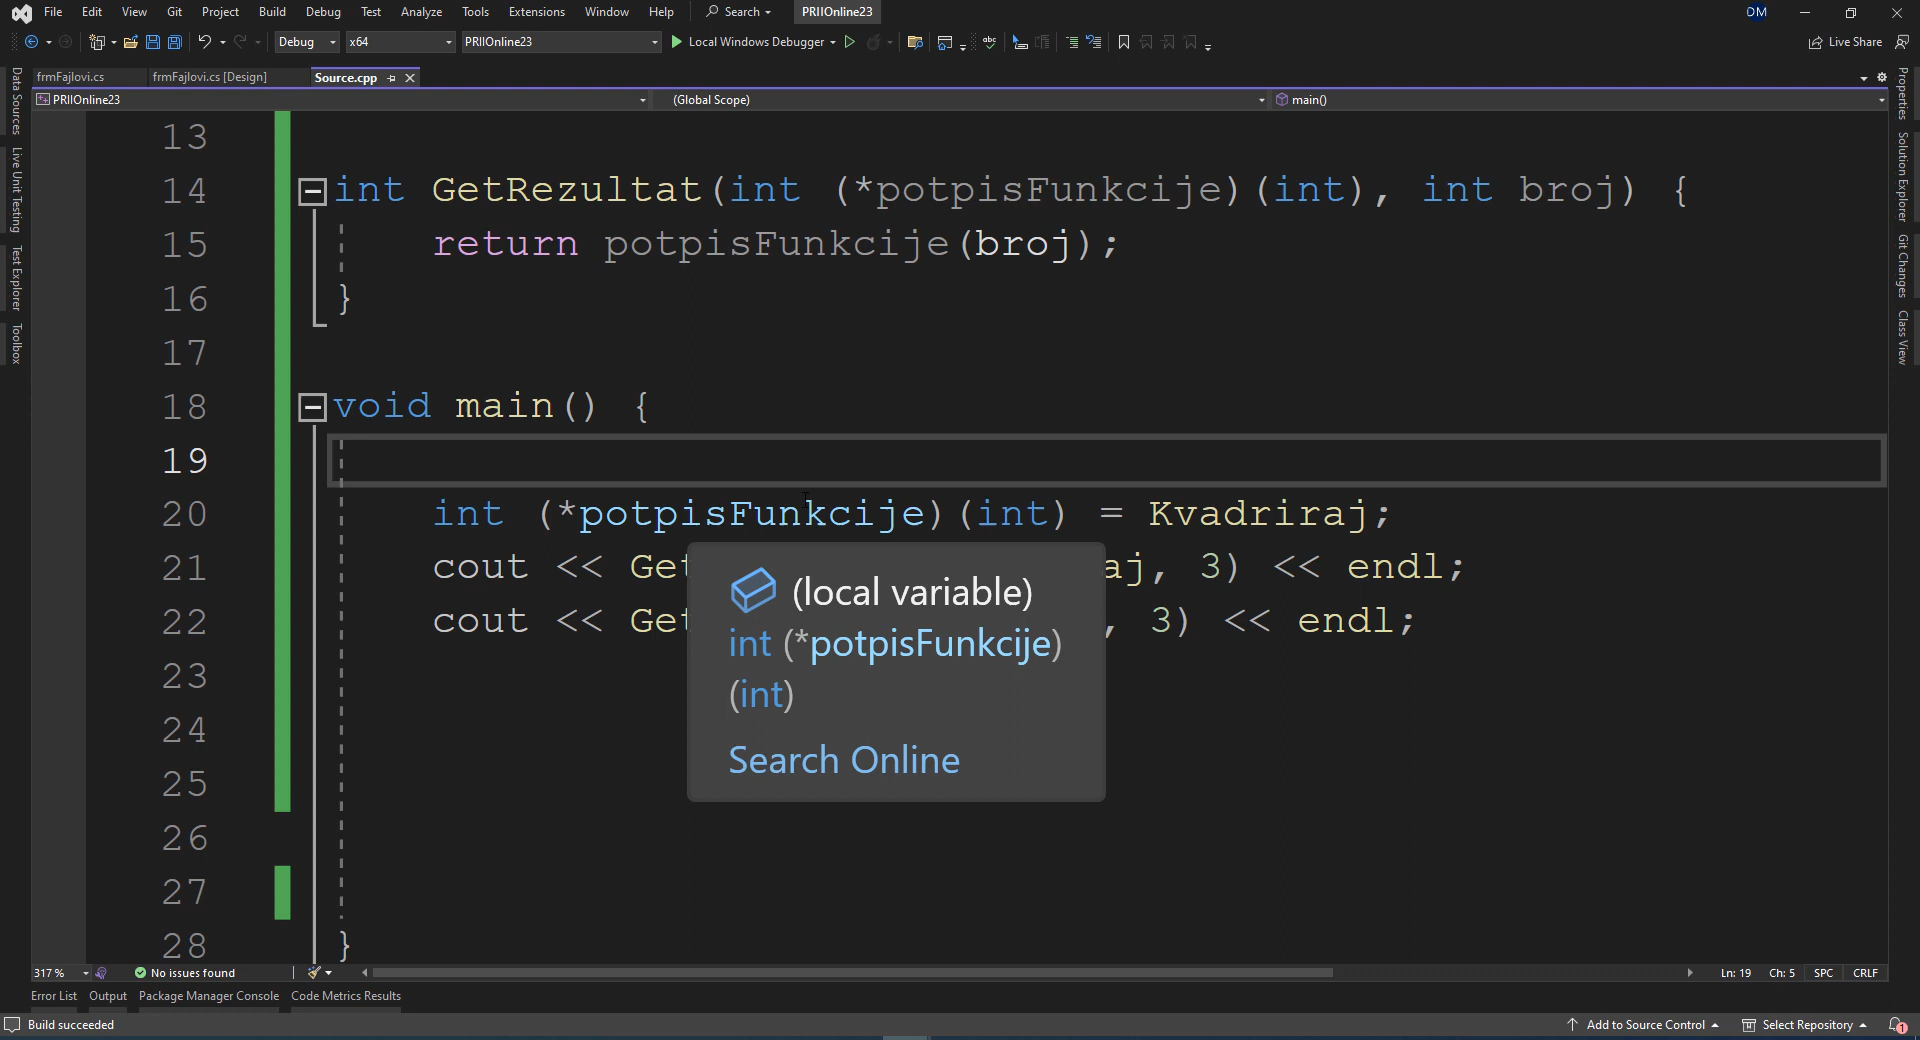 File Edit View Git Project Build Debug Test Analyze Tools Extensions Window Help Search PRIIOnline23 DM
Debug x64 PRIIOnline23 Local Windows Debugger Live Share
frmFajlovi.cs frmFajlovi.cs [Design] Source.cpp
PRIIOnline23 (Global Scope) main()
Data Sources
Live Unit Testing
Test Explorer
Toolbox
13
14 int GetRezultat(int (*potpisFunkcije)(int), int broj) {
15 return potpisFunkcije(broj);
16 }
17
18 void main() {
19
20 int (*potpisFunkcije)(int) = Kvadriraj;
21 cout << Get aj, 3) << endl;
22 cout << Get , 3) << endl;
23
24
25
26
27
28 }
(local variable)
int (*potpisFunkcije)
(int)
Search Online
Properties
Solution Explorer
Git Changes
Class View
317 % No issues found Ln: 19 Ch: 5 SPC CRLF
Error List Output Package Manager Console Code Metrics Results
Build succeeded Add to Source Control Select Repository 1